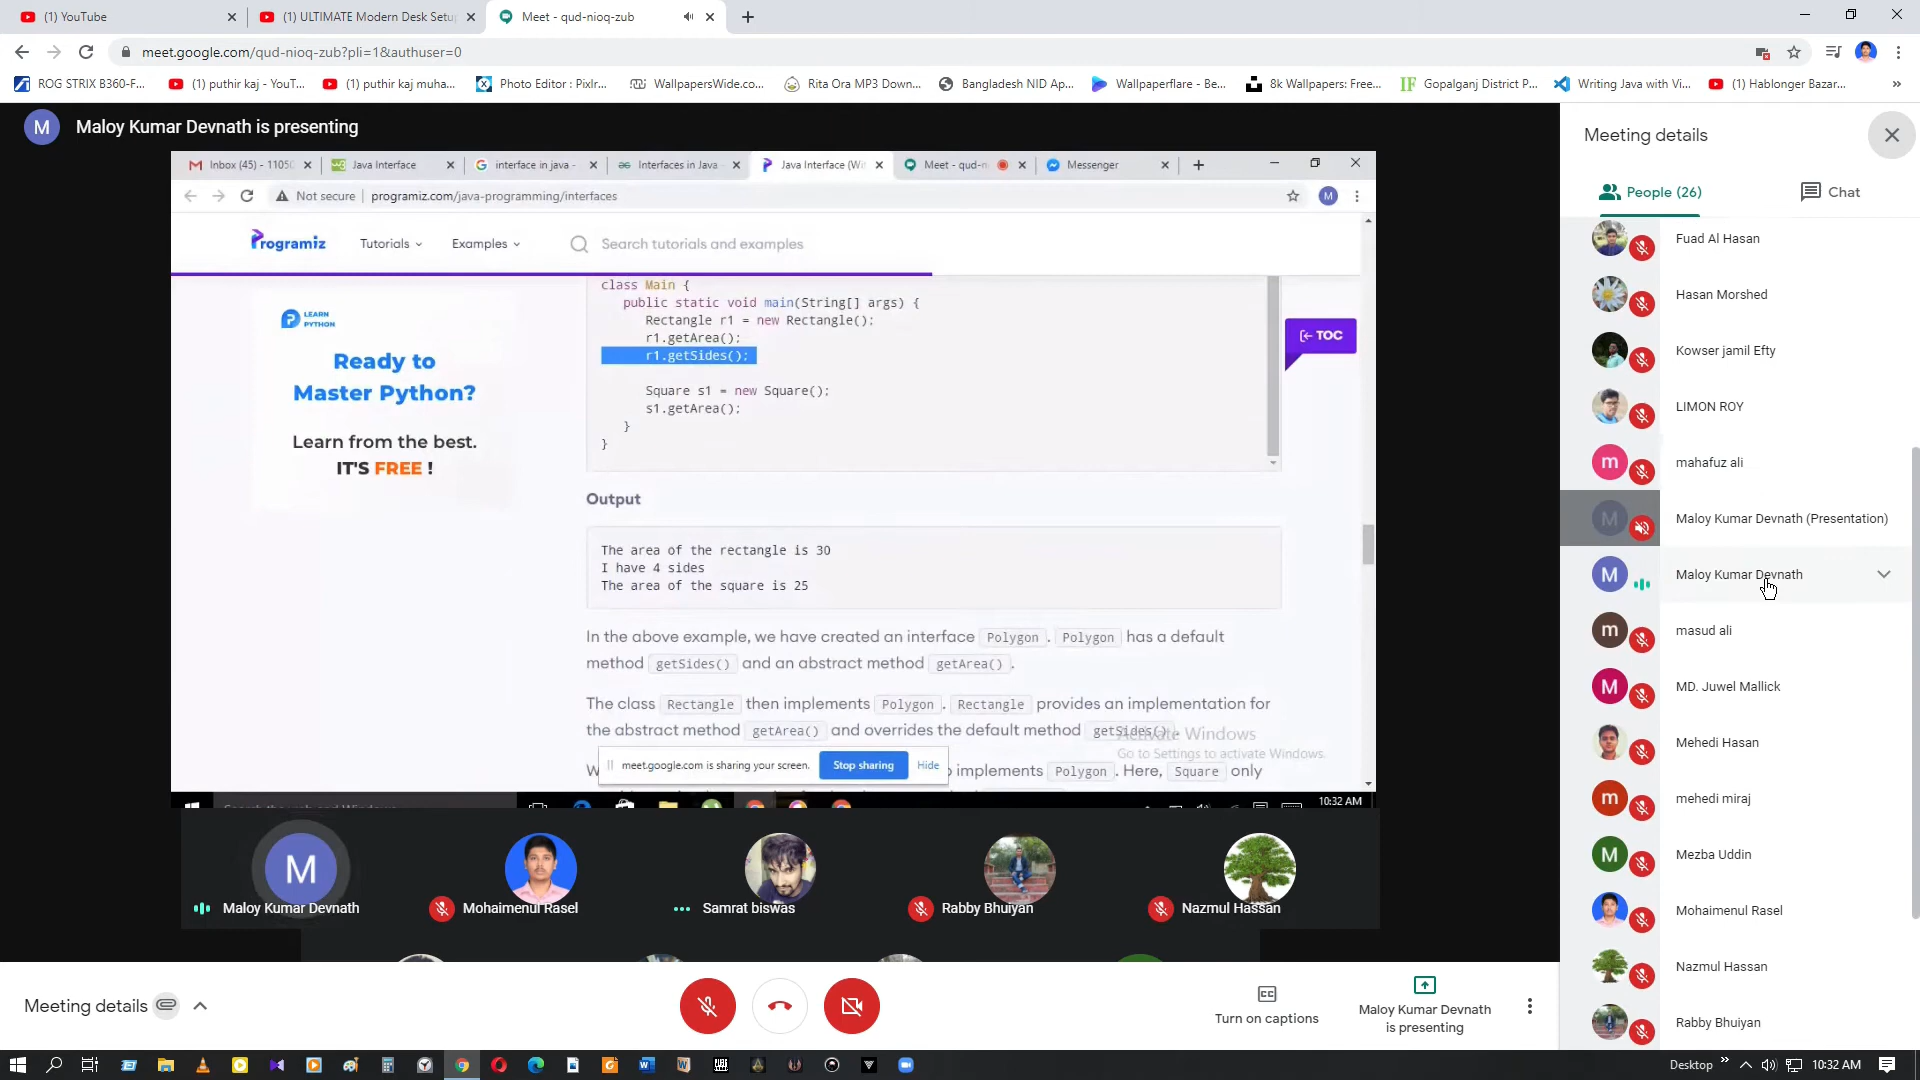 (1) YouTube
(1) ULTIMATE Modern Desk Setup
Meet - qud-nioq-zub
meet.google.com/qud-nioq-zub?pli=1&authuser=0
ROG STRIX B360-F...
(1) puthir kaj - YouT...
(1) puthir kaj muha...
Photo Editor : Pixlr...
WallpapersWide.co...
Rita Ora MP3 Down...
Bangladesh NID Ap...
Wallpaperflare - Be...
8k Wallpapers: Free...
Gopalganj District P...
Writing Java with Vi...
(1) Hablonger Bazar...
M
Maloy Kumar Devnath is presenting
Inbox (45) - 11050
Java Interface
interface in java -
Interfaces in Java
Java Interface (Wi
Meet - qud-n
Messenger
Not secure
programiz.com/java-programming/interfaces
M
Programiz
Tutorials
Examples
Search tutorials and examples
LEARN
PYTHON
Ready to
Master Python?
Learn from the best.
IT'S FREE !
class Main {
public static void main(String[] args) {
Rectangle r1 = new Rectangle();
r1.getArea();
r1.getSides();
Square s1 = new Square();
s1.getArea();
}
}
TOC
Output
The area of the rectangle is 30
I have 4 sides
The area of the square is 25
In the above example, we have created an interface Polygon . Polygon has a default
method getSides() and an abstract method getArea() .
The class Rectangle then implements Polygon . Rectangle provides an implementation for
the abstract method getArea() and overrides the default method getSides() .
Activate Windows
Go to Settings to activate Windows.
meet.google.com is sharing your screen.
Stop sharing
Hide
implements Polygon . Here, Square only
10:32 AM
M
Maloy Kumar Devnath
Mohaimenul Rasel
Samrat biswas
Rabby Bhuiyan
Nazmul Hassan
Meeting details
People (26)
Chat
Fuad Al Hasan
Hasan Morshed
Kowser jamil Efty
LIMON ROY
m
mahafuz ali
M
Maloy Kumar Devnath (Presentation)
M
Maloy Kumar Devnath
m
masud ali
M
MD. Juwel Mallick
Mehedi Hasan
m
mehedi miraj
M
Mezba Uddin
Mohaimenul Rasel
Nazmul Hassan
Rabby Bhuiyan
Meeting details
Turn on captions
Maloy Kumar Devnath
is presenting
Desktop
10:32 AM